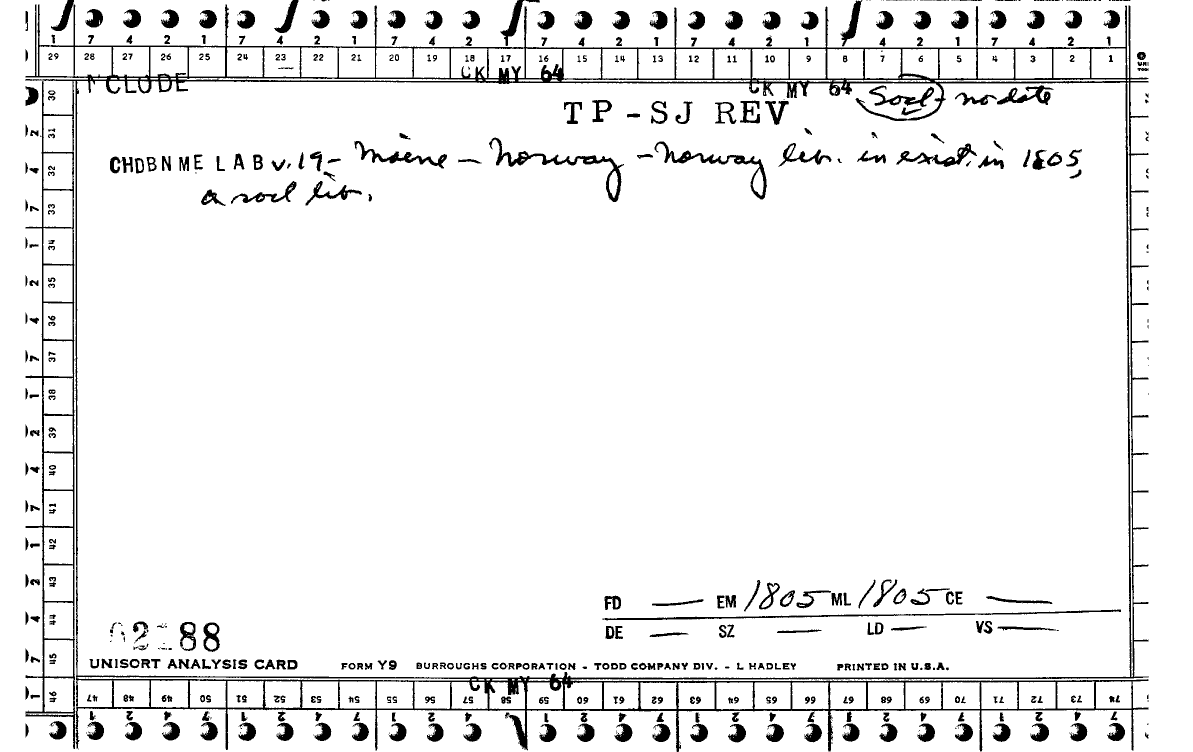 1 7 4 2 1 7 4 2 1 7 4 2 1 7 4 2 1 7 4 2 1 7 4 2 1 7 4 2 1
29 28 27 26 25 24 23 22 21 20 19 18 17 16 15 14 13 12 11 10 9 8 7 6 5 4 3 2 1
CK MY 64 CK MY 64 Socl - no date
NCLUDE
TP-SJ REV
CHDBNME LAB v.19 - Maine - Norway - Norway lib. in exist. in 1805,
a socl lib.
30
31
32
33
34
35
36
37
38
39
40
41
42
43
44
45
46
FD — EM 1805 ML 1805 CE —
DE — SZ — LD — VS —
02188
UNISORT ANALYSIS CARD FORM Y9 BURROUGHS CORPORATION - TODD COMPANY DIV. - L HADLEY PRINTED IN U.S.A.
CK MY 64
47 48 49 50 51 52 53 54 55 56 57 58 59 60 61 62 63 64 65 66 67 68 69 70 71 72 73 74
1 2 4 7 1 2 4 7 1 2 4 7 1 2 4 7 1 2 4 7 1 2 4 7